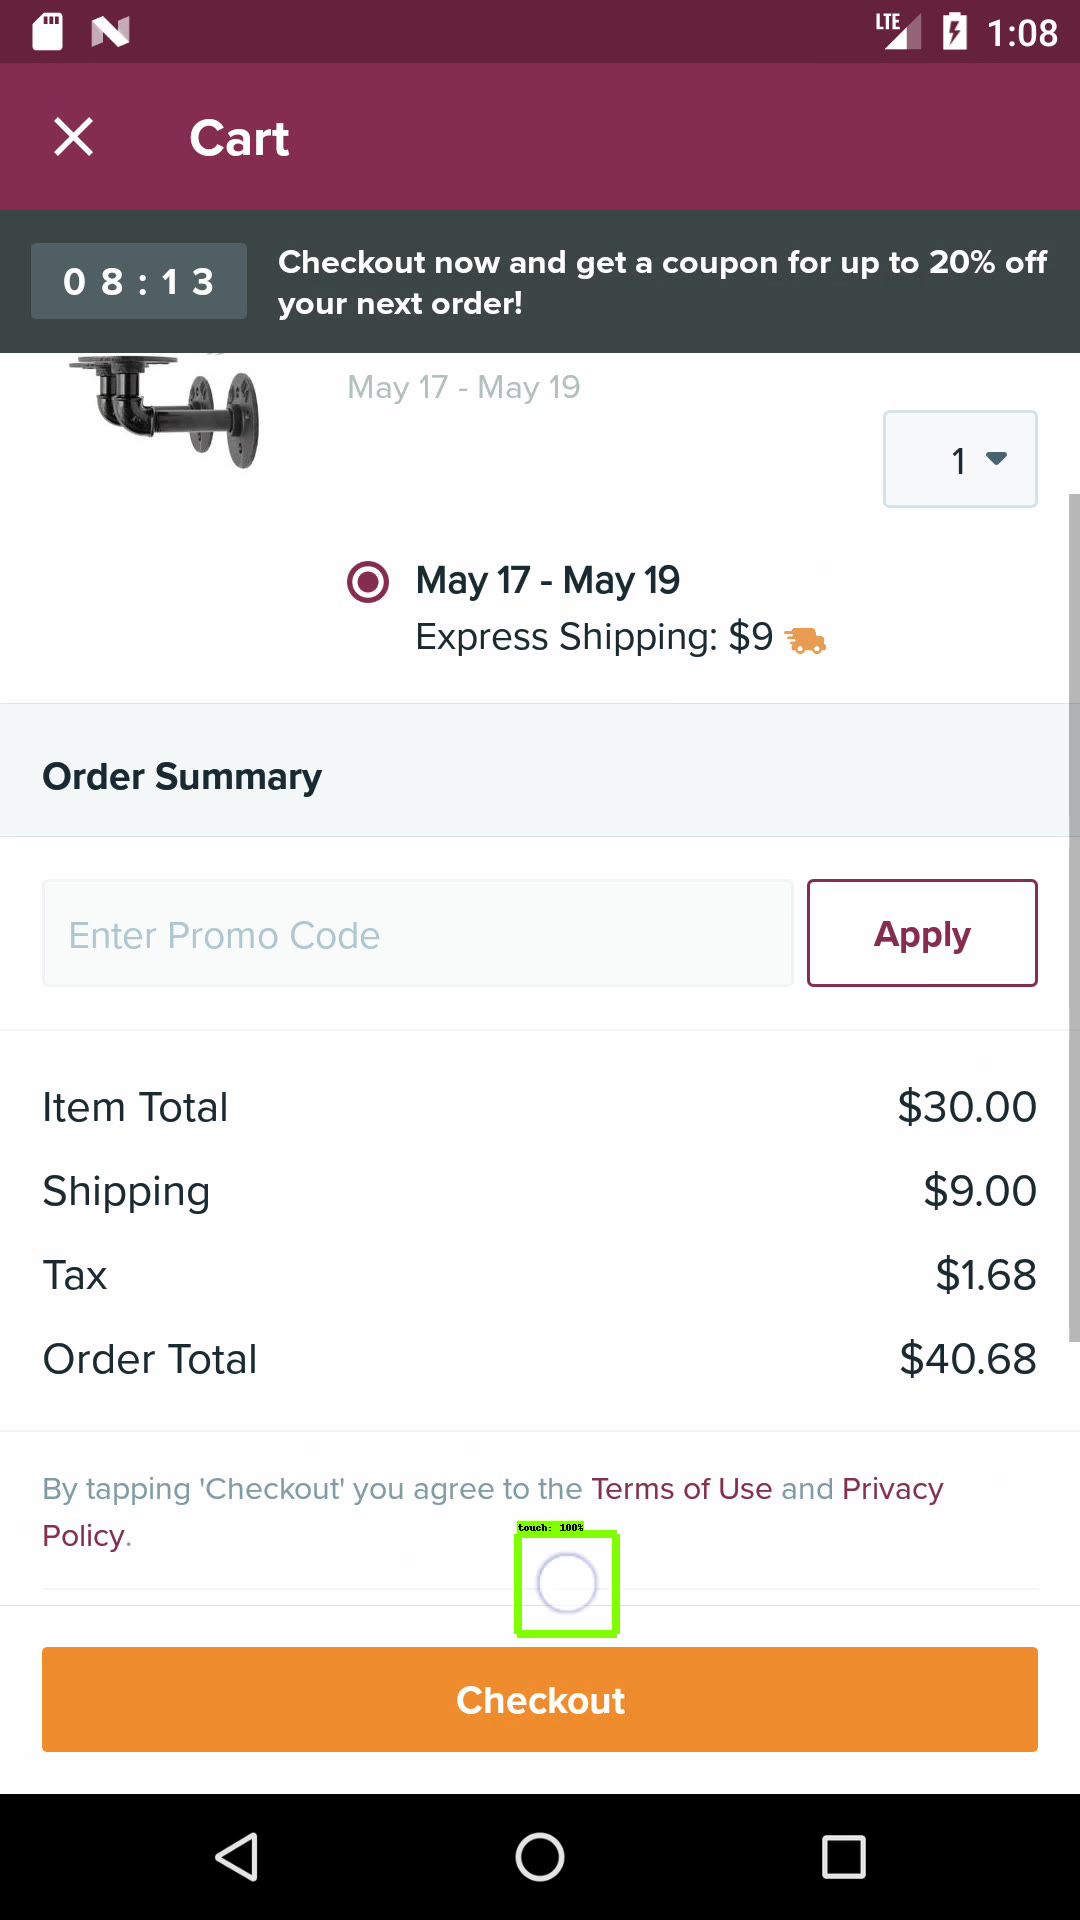 LTE 1:08
Cart
08:13
Checkout now and get a coupon for up to 20% off
your next order!
May 17 - May 19
1
May 17 - May 19
Express Shipping: $9
Order Summary
Enter Promo Code
Apply
Item Total $30.00
Shipping $9.00
Tax $1.68
Order Total $40.68
By tapping 'Checkout' you agree to the Terms of Use and Privacy
Policy.
touch: 100%
Checkout